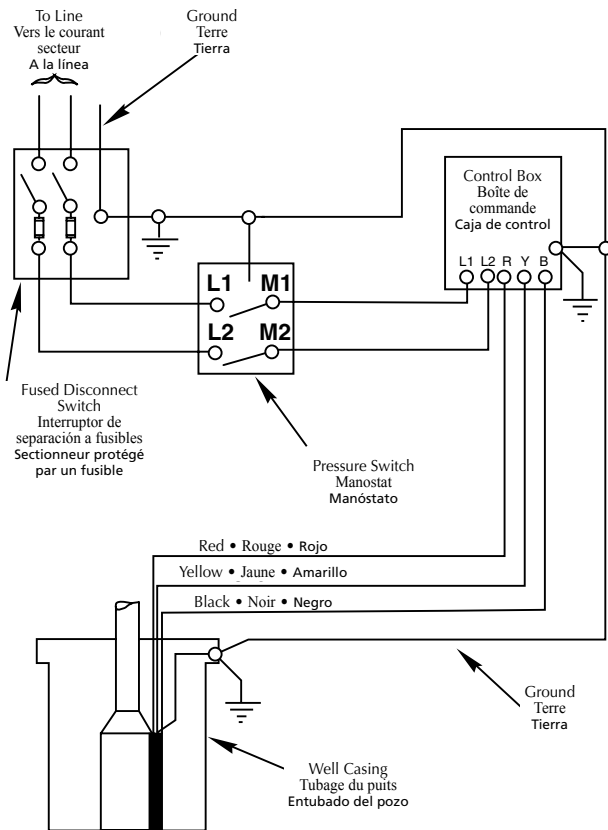 To Line
Vers le courant
secteur
A la línea
Ground
Terre
Tierra
Control Box
Boîte de
commande
Caja de control
L1 L2 R Y B
L1 M1
L2 M2
Fused Disconnect
Switch
Interruptor de
separación a fusibles
Sectionneur protégé
par un fusible
Pressure Switch
Manostat
Manóstato
Red • Rouge • Rojo
Yellow • Jaune • Amarillo
Black • Noir • Negro
Ground
Terre
Tierra
Well Casing
Tubage du puits
Entubado del pozo